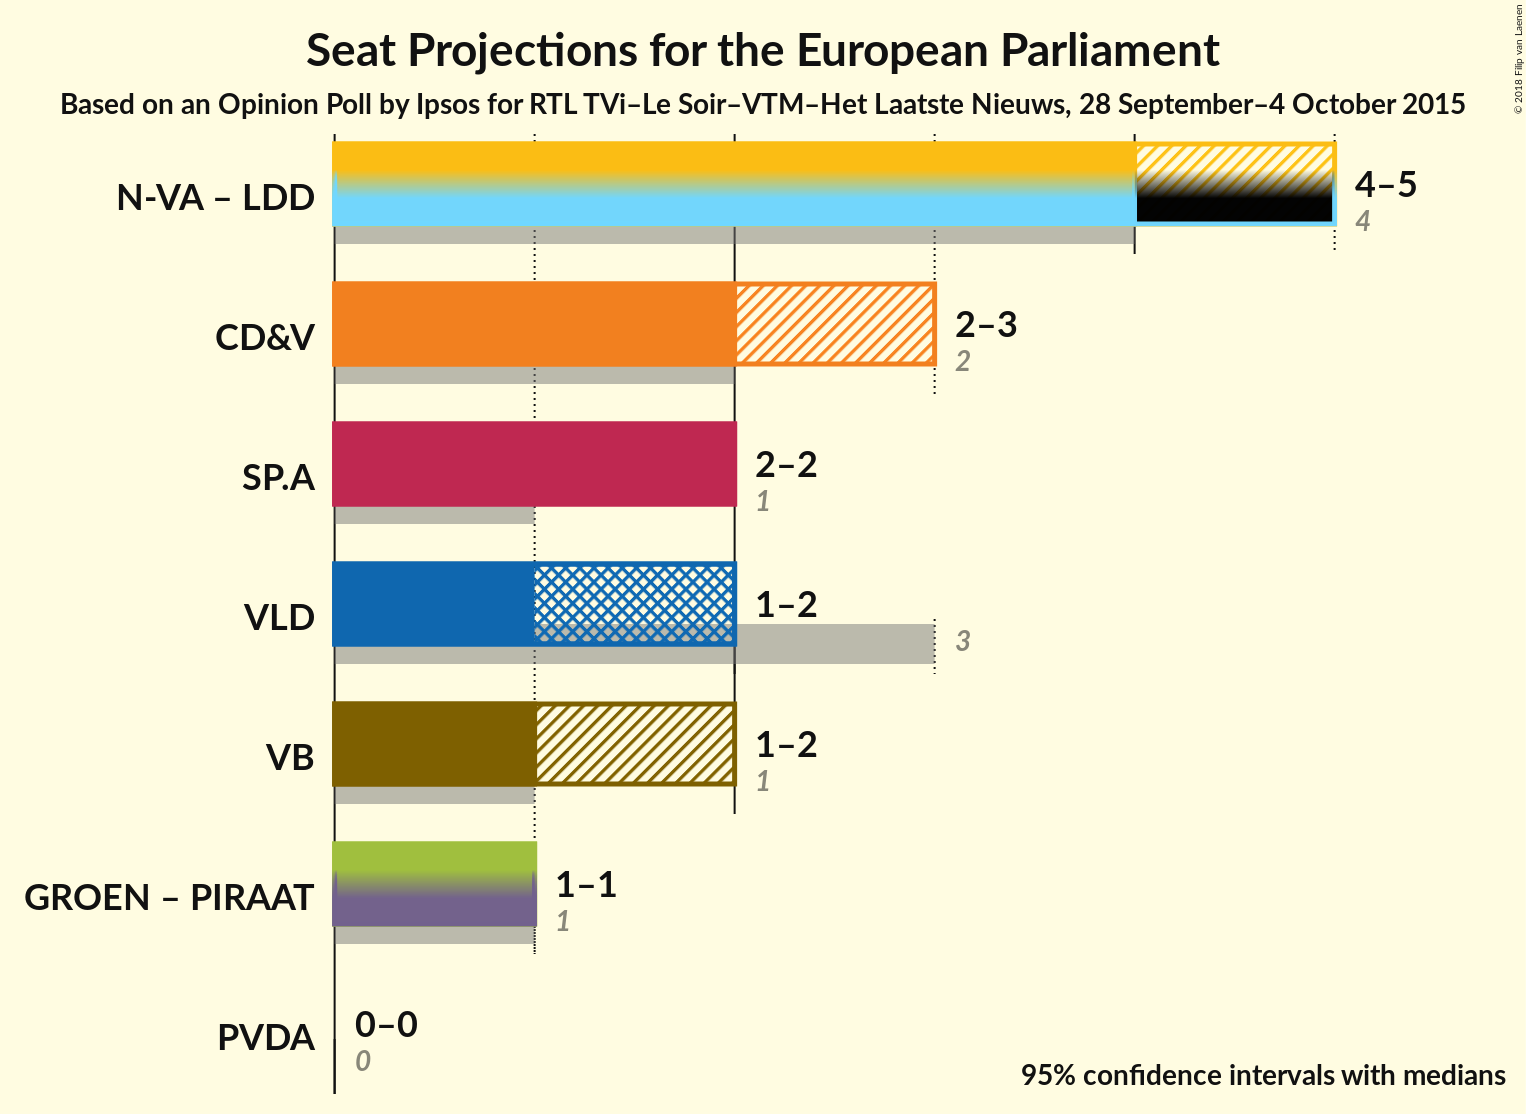 Seat Projections for the European Parliament
Based on an Opinion Poll by Ipsos for RTL TVi–Le Soir–VTM–Het Laatste Nieuws, 28 September–4 October 2015
© 2018 Filip van Laenen
N-VA – LDD
4–5
4
CD&V
2–3
2
SP.A
2–2
1
VLD
1–2
3
VB
1–2
1
GROEN – PIRAAT
1–1
1
PVDA
0–0
0
95% confidence intervals with medians